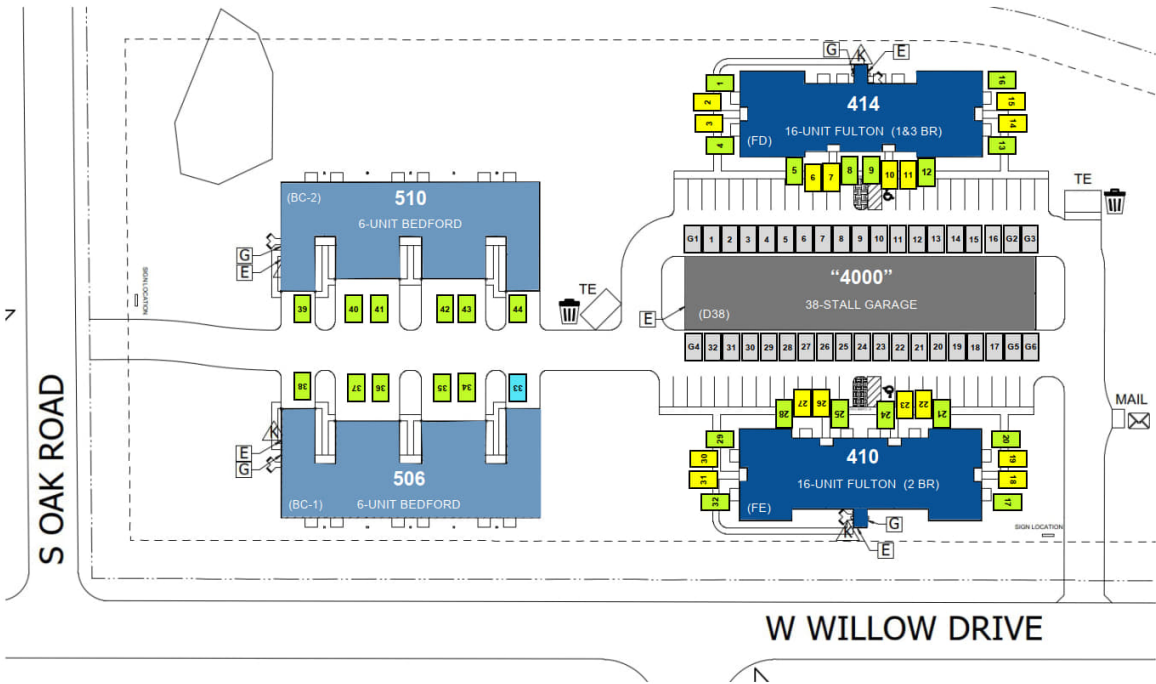 G
K
E
1
16
2
15
3
14
4
13
414
16-UNIT FULTON (1&3 BR)
(FD)
5
6
7
8
9
10
11
12
TE
(BC-2)
510
6-UNIT BEDFORD
G
E
K
SIGN LOCATION
39
40
41
42
43
44
TE
G1 1 2 3 4 5 6 7 8 9 10 11 12 13 14 15 16 G2 G3
"4000"
38-STALL GARAGE
(D38)
E
G4 32 31 30 29 28 27 26 25 24 23 22 21 20 19 18 17 G5 G6
38
37
36
35
34
33
K
E
G
506
6-UNIT BEDFORD
(BC-1)
28
27
26
25
24
23
22
21
MAIL
29
20
30
19
31
18
32
17
410
16-UNIT FULTON (2 BR)
(FE)
G
K
E
SIGN LOCATION
S OAK ROAD
W WILLOW DRIVE